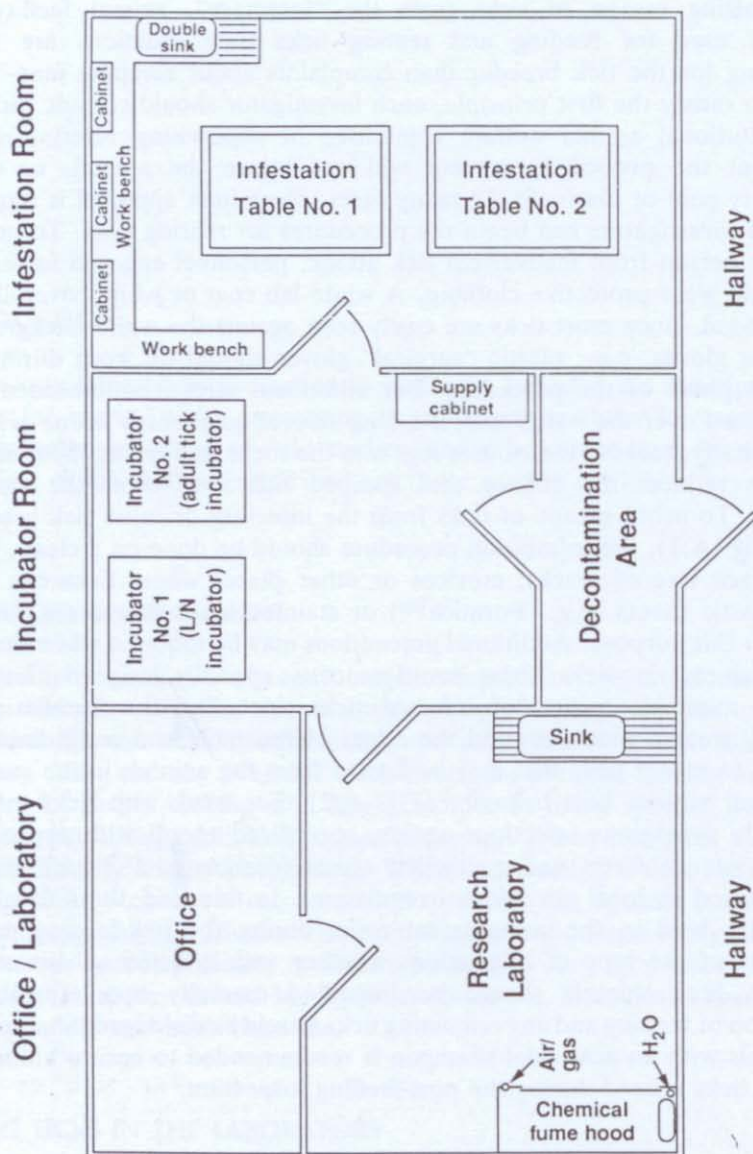 Infestation Room
Double
sink
Cabinet
Cabinet
Cabinet
Work bench
Infestation
Table No. 1
Infestation
Table No. 2
Hallway
Work bench
Incubator Room
Incubator
No. 2
(adult tick
incubator)
Supply
cabinet
Incubator
No. 1
(L/N
incubator)
Decontamination
Area
Office Laboratory
Office
Sink
Research
Laboratory
Hallway
Air/
gas
H₂O
Chemical
fume hood